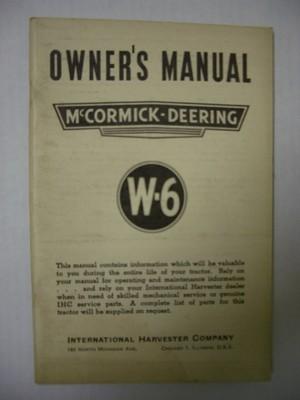 OWNER'S MANUAL
McCORMICK-DEERING
W-6
This manual contains information which will be valuable
to you during the entire life of your tractor. Rely on
your manual for operating and maintenance information
. . . . and rely on your International Harvester dealer
when in need of skilled mechanical service or genuine
IHC service parts. A complete list of parts for this
tractor will be supplied on request.
INTERNATIONAL HARVESTER COMPANY
180 NORTH MICHIGAN AVE. CHICAGO 1, ILLINOIS, U.S.A.